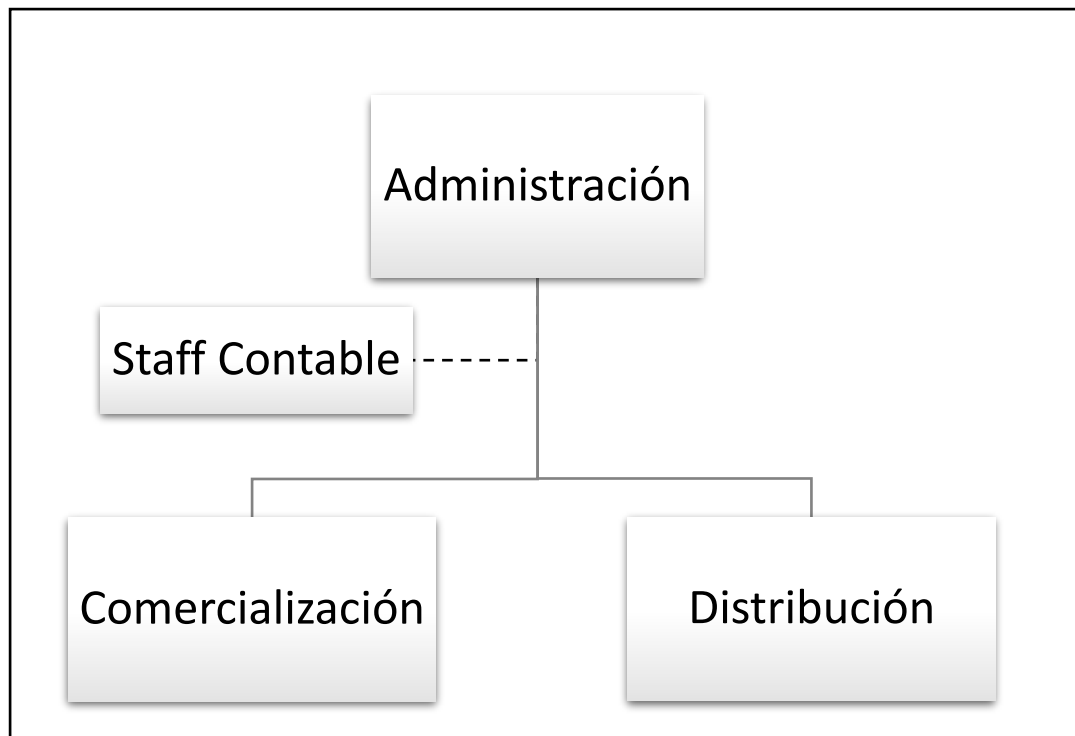 Administración
Staff Contable
Comercialización
Distribución